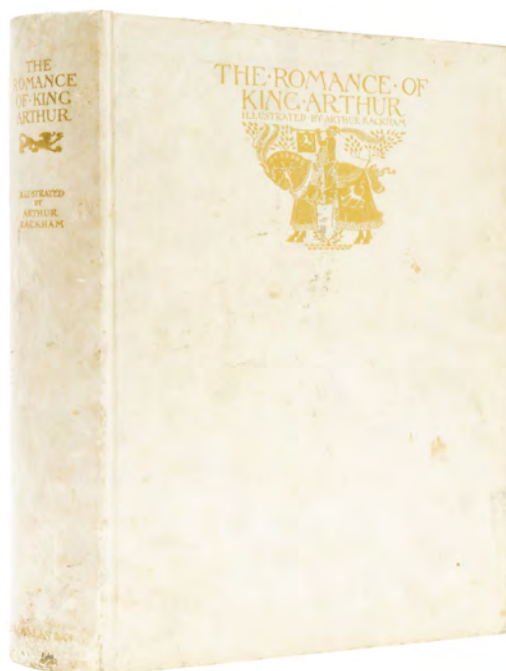 THE
ROMANCE
OF·KING
ARTHUR
ILLUSTRATED
BY
ARTHUR
RACKHAM
THE·ROMANCE·OF
KING·ARTHUR
ILLUSTRATED·BY·ARTHUR·RACKHAM